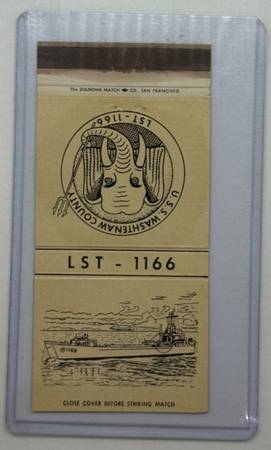 The DIAMOND MATCH CO., SAN FRANCISCO
LST-1166
U.S.S. WASHTENAW COUNTY
LST - 1166
1166
CLOSE COVER BEFORE STRIKING MATCH